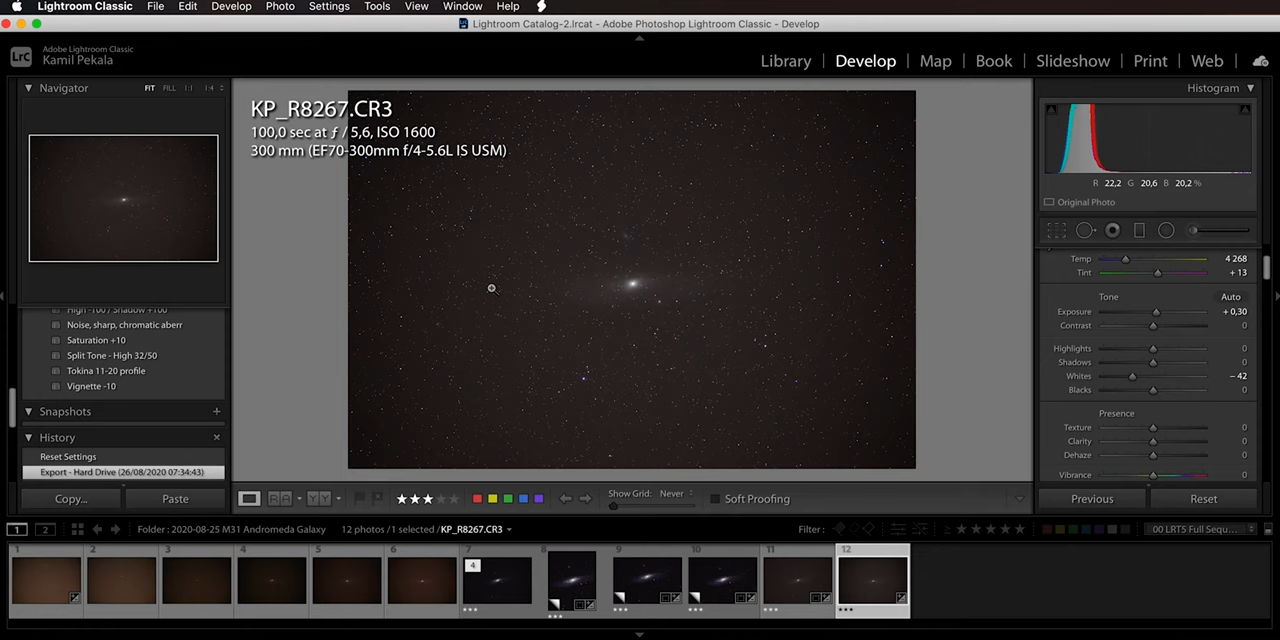 Lightroom Classic File Edit Develop Photo Settings Tools View Window Help
Lightroom Catalog-2.lrcat - Adobe Photoshop Lightroom Classic - Develop
LrC
Adobe Lightroom Classic
Kamil Pekala
Library | Develop | Map | Book | Slideshow | Print | Web
Navigator FIT FILL 1:1 1:4
KP_R8267.CR3
100,0 sec at ƒ / 5,6, ISO 1600
300 mm (EF70-300mm f/4-5.6L IS USM)
High -100 / Shadow +100
Noise, sharp, chromatic aberr
Saturation +10
Split Tone - High 32/50
Tokina 11-20 profile
Vignette -10
Snapshots +
History ×
Reset Settings
Export - Hard Drive (26/08/2020 07:34:43)
Copy... Paste
Histogram
R 22,2 G 20,6 B 20,2 %
Original Photo
Temp 4 268
Tint + 13
Tone Auto
Exposure + 0,30
Contrast 0
Highlights 0
Shadows 0
Whites − 42
Blacks 0
Presence
Texture 0
Clarity 0
Dehaze 0
Vibrance 0
Previous Reset
R A Y Y Show Grid: Never Soft Proofing
1 2 Folder: 2020-08-25 M31 Andromeda Galaxy 12 photos / 1 selected / KP_R8267.CR3 Filter : 00 LRT5 Full Sequ...
1 2 3 4 5 6 7 8 9 10 11 12
4